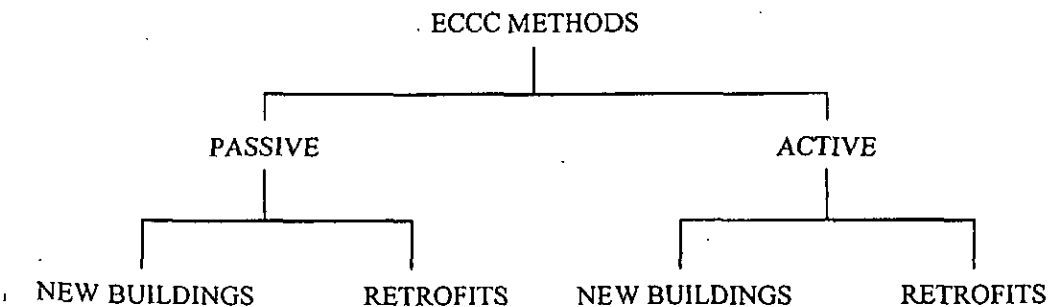 ECCC METHODS
PASSIVE ACTIVE
NEW BUILDINGS RETROFITS NEW BUILDINGS RETROFITS